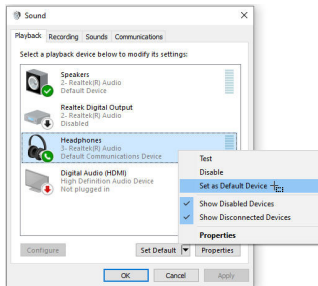 Sound
Playback Recording Sounds Communications
Select a playback device below to modify its settings:
Speakers
2- Realtek(R) Audio
Default Device
Realtek Digital Output
2- Realtek(R) Audio
Disabled
Headphones
3- Realtek(R) Audio
Default Communications Device
Digital Audio (HDMI)
High Definition Audio Device
Not plugged in
Test
Disable
Set as Default Device
Show Disabled Devices
Show Disconnected Devices
Properties
Configure Set Default Properties
OK Cancel Apply